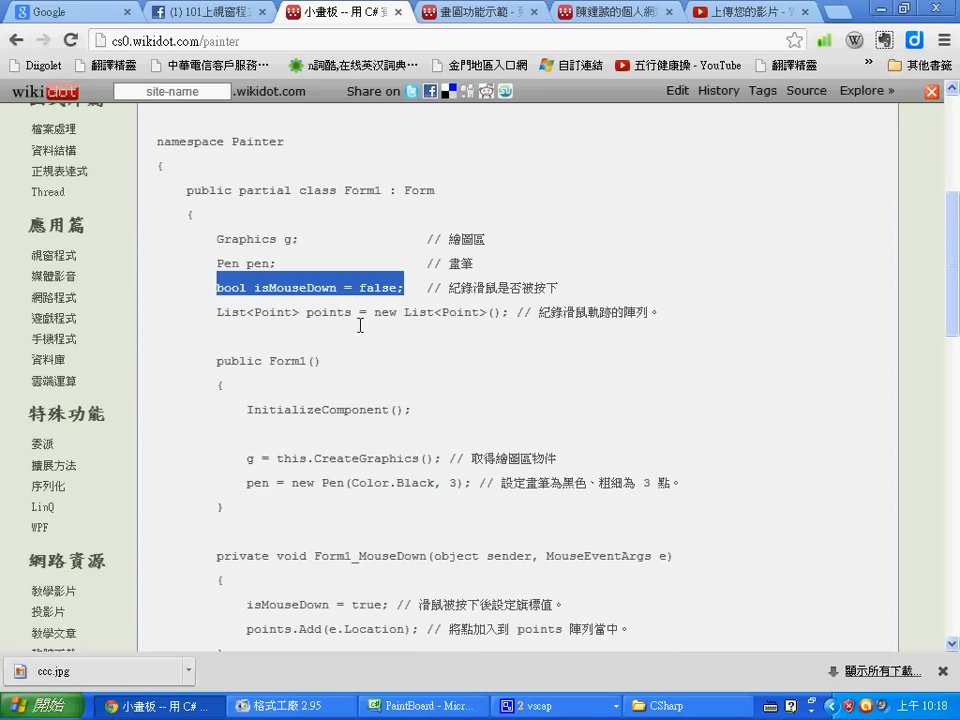 Google
(1) 101上視窗程式
小畫板 -- 用 C# 實
畫圖功能示範 -
陳鍾誠的個人網
上傳您的影片 - Y
cs0.wikidot.com/painter
Diigolet
翻譯精靈
中華電信客戶服務…
n詞酷,在线英汉词典…
金門地區入口網
自訂連結
五行健康操 - YouTube
翻譯精靈
»
其他書籤
wikidot
site-name
.wikidot.com
Share on
Edit
History
Tags
Source
Explore »
檔案處理
資料結構
正規表達式
Thread
應用篇
視窗程式
媒體影音
網路程式
遊戲程式
手機程式
資料庫
雲端運算
特殊功能
委派
擴展方法
序列化
LinQ
WPF
網路資源
教學影片
投影片
教學文章
namespace Painter
{
public partial class Form1 : Form
{
Graphics g; // 繪圖區
Pen pen; // 畫筆
bool isMouseDown = false; // 紀錄滑鼠是否被按下
List<Point> points = new List<Point>(); // 紀錄滑鼠軌跡的陣列。
public Form1()
{
InitializeComponent();
g = this.CreateGraphics(); // 取得繪圖區物件
pen = new Pen(Color.Black, 3); // 設定畫筆為黑色、粗細為 3 點。
}
private void Form1_MouseDown(object sender, MouseEventArgs e)
{
isMouseDown = true; // 滑鼠被按下後設定旗標值。
points.Add(e.Location); // 將點加入到 points 陣列當中。
ccc.jpg
顯示所有下載...
開始
小畫板 -- 用 C# ...
格式工廠 2.95
PaintBoard - Micr...
2 vscap
CSharp
上午 10:18